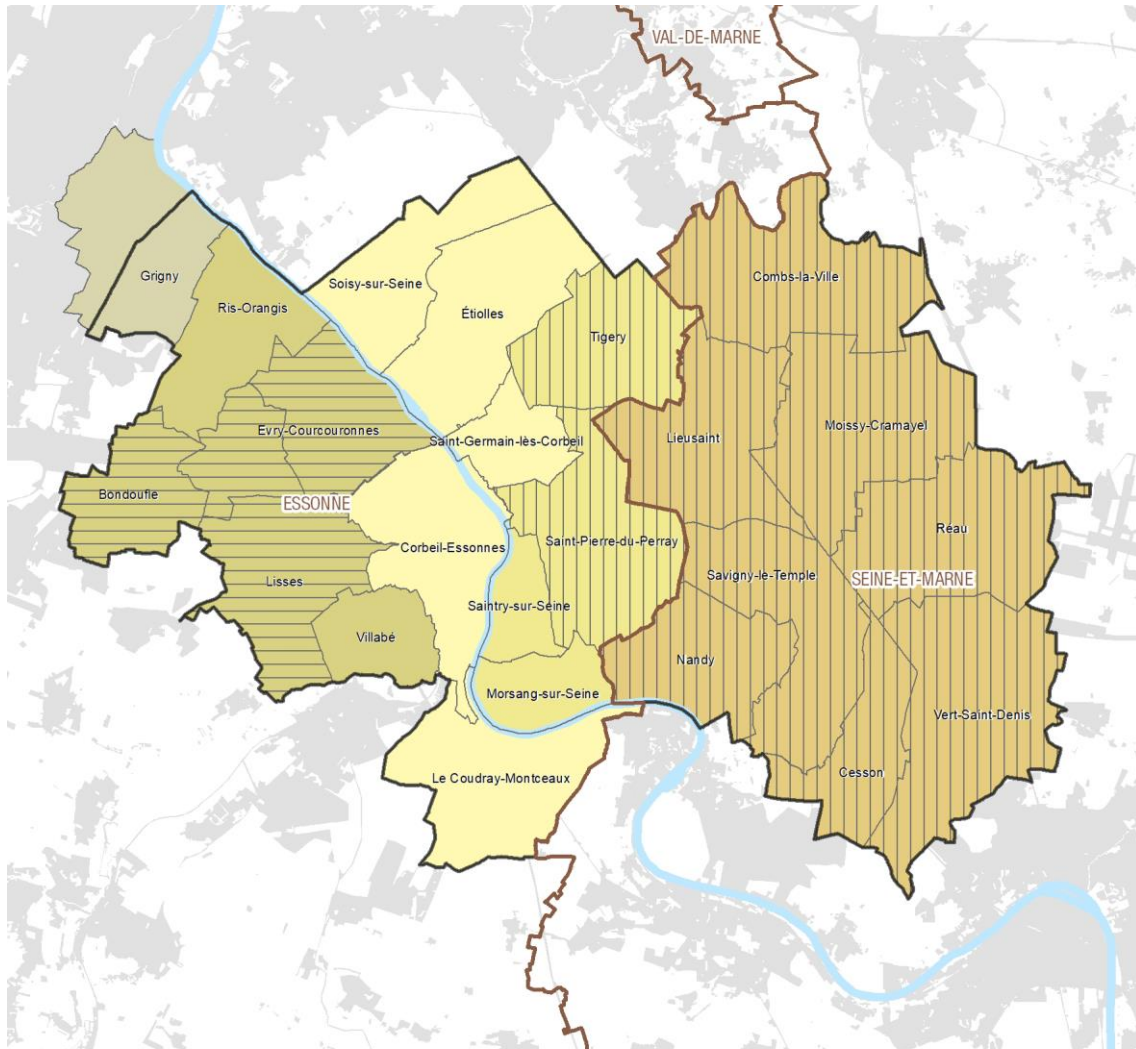 VAL-DE-MARNE
Grigny
Soisy-sur-Seine
Combs-la-Ville
Ris-Orangis
Étiolles
Tigery
Evry-Courcouronnes
Saint-Germain-lès-Corbeil
Lieusaint
Moissy-Cramayel
Bondoufle
ESSONNE
Corbeil-Essonnes
Saint-Pierre-du-Perray
Réau
Lisses
Saintry-sur-Seine
Savigny-le-Temple
SEINE-ET-MARNE
Villabé
Morsang-sur-Seine
Nandy
Vert-Saint-Denis
Le Coudray-Montceaux
Cesson